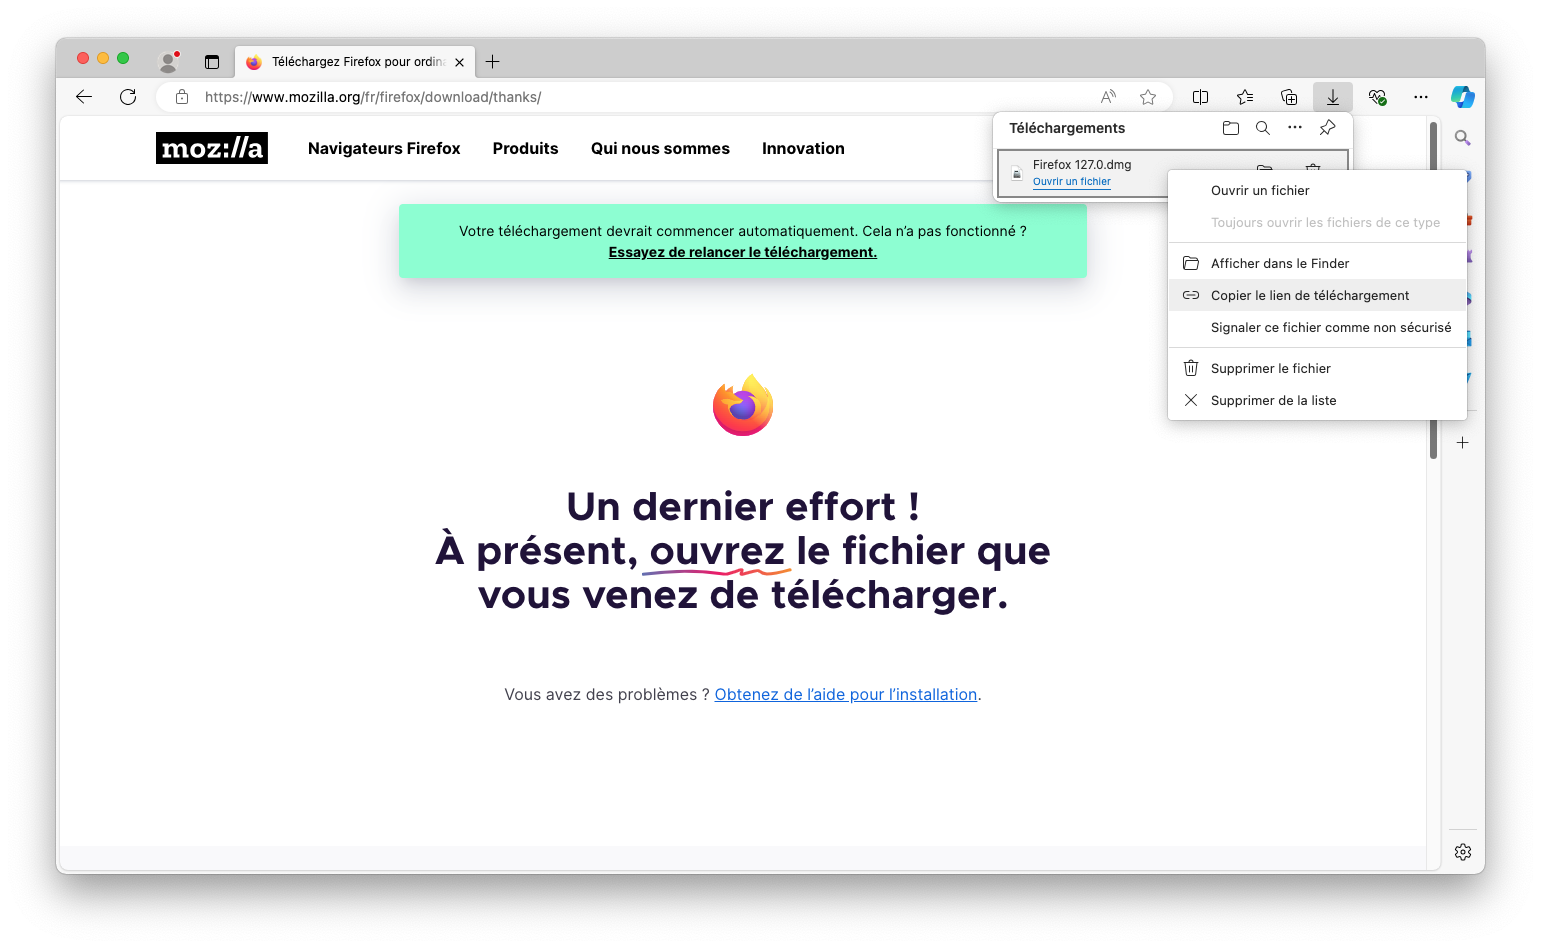 Téléchargez Firefox pour ordina
https://www.mozilla.org/fr/firefox/download/thanks/
moz://a
Navigateurs Firefox
Produits
Qui nous sommes
Innovation
Téléchargements
Firefox 127.0.dmg
Ouvrir un fichier
Ouvrir un fichier
Toujours ouvrir les fichiers de ce type
Afficher dans le Finder
Copier le lien de téléchargement
Signaler ce fichier comme non sécurisé
Supprimer le fichier
Supprimer de la liste
Votre téléchargement devrait commencer automatiquement. Cela n’a pas fonctionné ?
Essayez de relancer le téléchargement.
Un dernier effort !
À présent, ouvrez le fichier que
vous venez de télécharger.
Vous avez des problèmes ? Obtenez de l’aide pour l’installation.